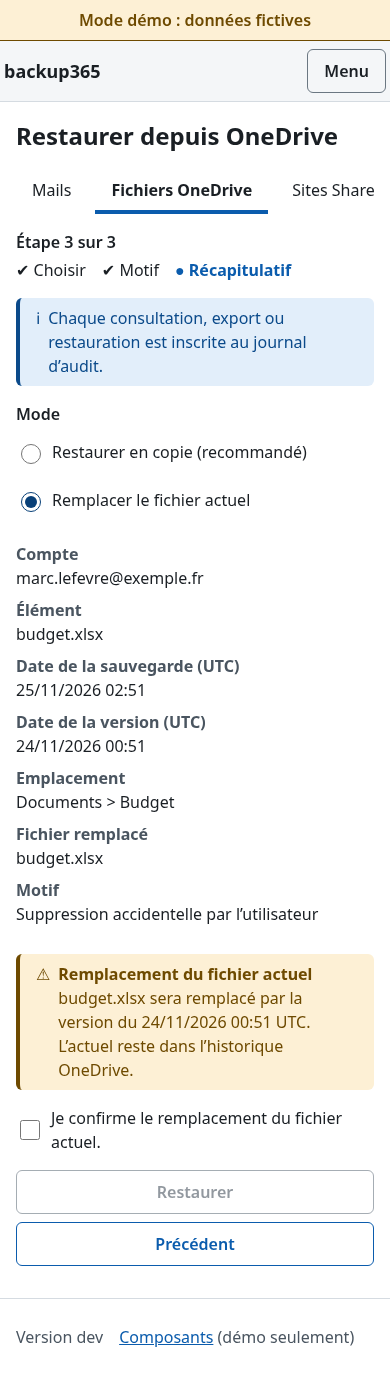 Mode démo : données fictives
backup365
Menu
Restaurer depuis OneDrive
Mails
Fichiers OneDrive
Sites Share
Étape 3 sur 3
✔ Choisir ✔ Motif ● Récapitulatif
i Chaque consultation, export ou
restauration est inscrite au journal
d’audit.
Mode
Restaurer en copie (recommandé)
Remplacer le fichier actuel
Compte
marc.lefevre@exemple.fr
Élément
budget.xlsx
Date de la sauvegarde (UTC)
25/11/2026 02:51
Date de la version (UTC)
24/11/2026 00:51
Emplacement
Documents > Budget
Fichier remplacé
budget.xlsx
Motif
Suppression accidentelle par l’utilisateur
⚠ Remplacement du fichier actuel
budget.xlsx sera remplacé par la
version du 24/11/2026 00:51 UTC.
L’actuel reste dans l’historique
OneDrive.
Je confirme le remplacement du fichier
actuel.
Restaurer
Précédent
Version dev Composants (démo seulement)